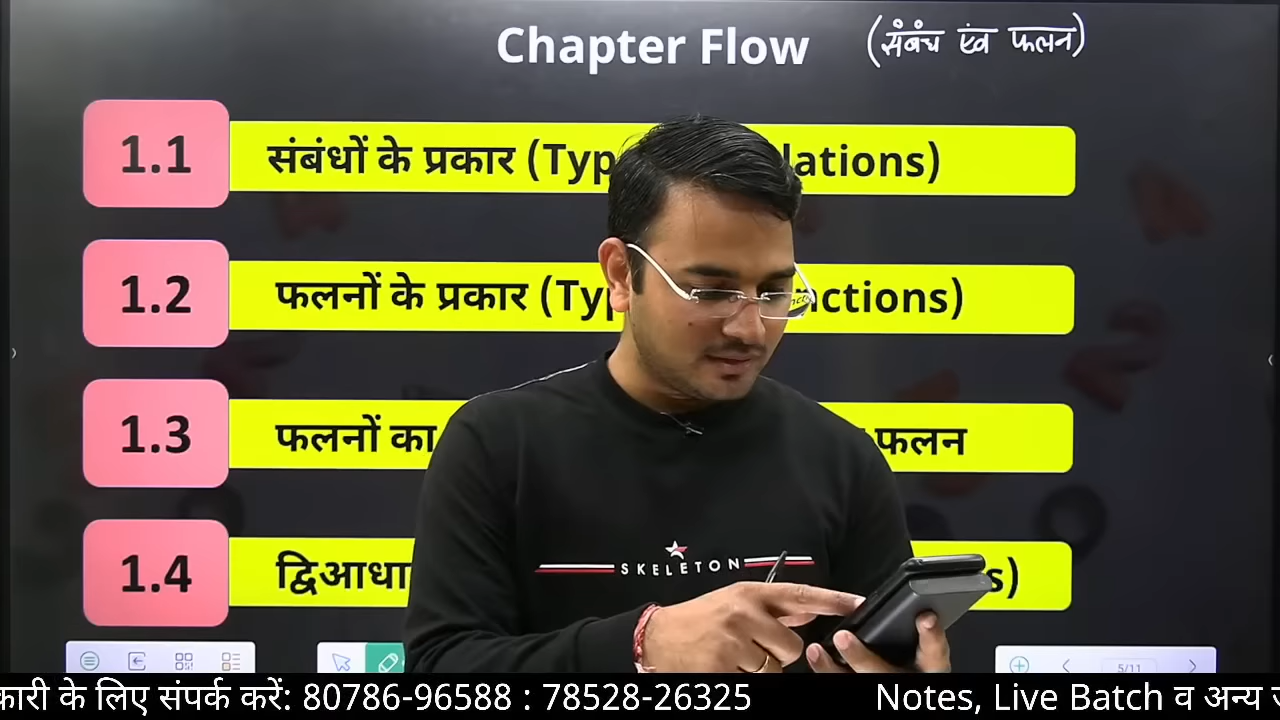 Chapter Flow (संबंध एवं फलन)
1.1 संबंधों के प्रकार (Typ lations)
1.2 फलनों के प्रकार (Typ nctions)
1.3 फलनों का फलन
1.4 द्विआधा s)
SKELETON
5/11
कारी के लिए संपर्क करें: 80786-96588 : 78528-26325 Notes, Live Batch व अन्य